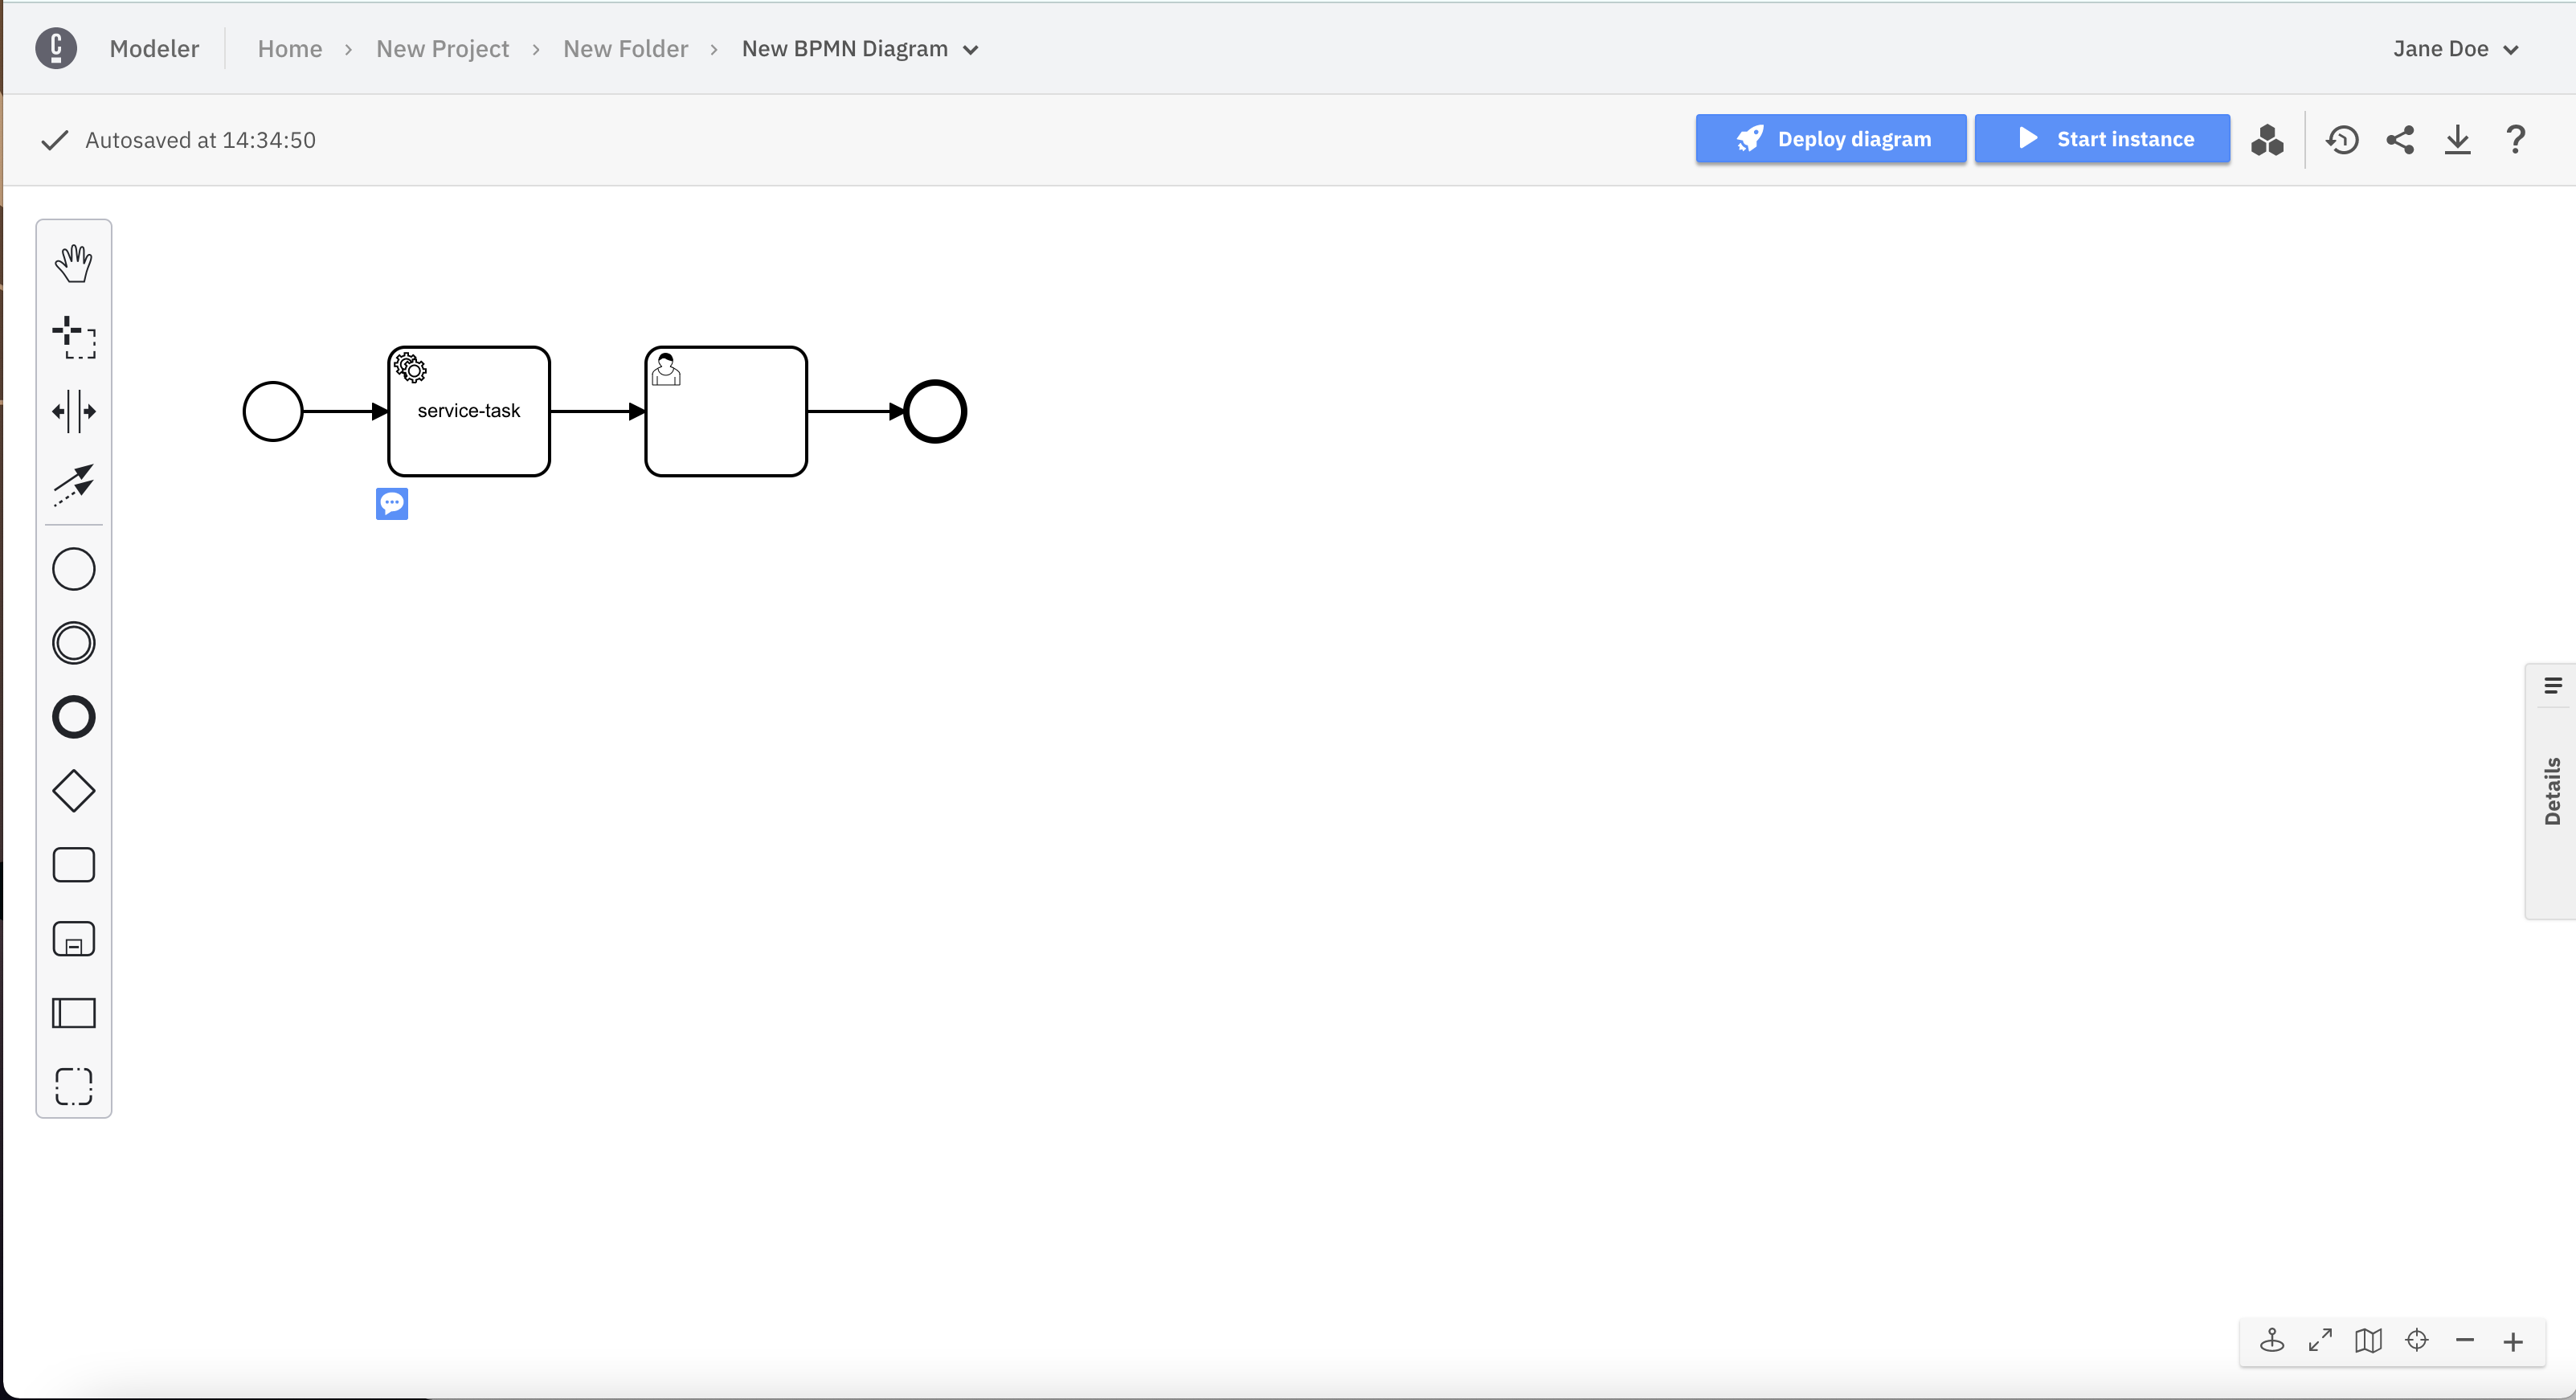 Modeler Home › New Project › New Folder › New BPMN Diagram Jane Doe
Autosaved at 14:34:50 Deploy diagram Start instance ?
service-task
Details